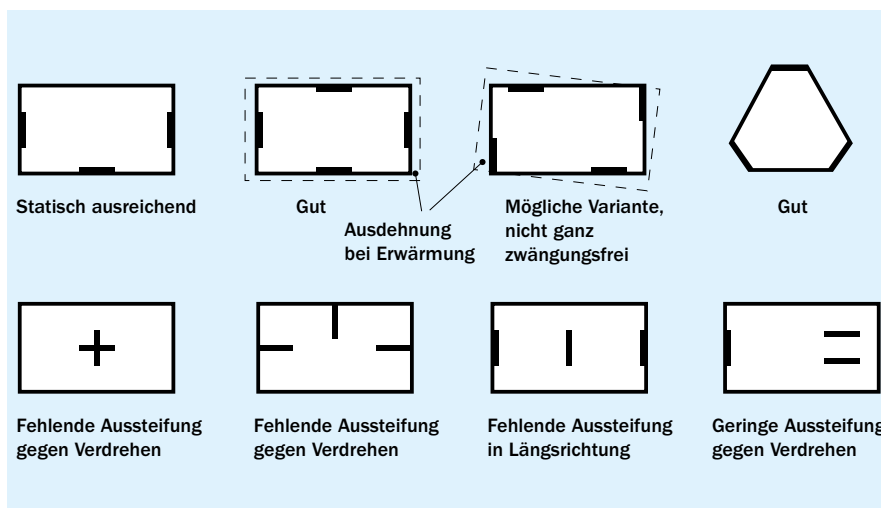 Statisch ausreichend
Gut
Ausdehnung
bei Erwärmung
Mögliche Variante,
nicht ganz
zwängungsfrei
Gut
Fehlende Aussteifung
gegen Verdrehen
Fehlende Aussteifung
gegen Verdrehen
Fehlende Aussteifung
in Längsrichtung
Geringe Aussteifung
gegen Verdrehen